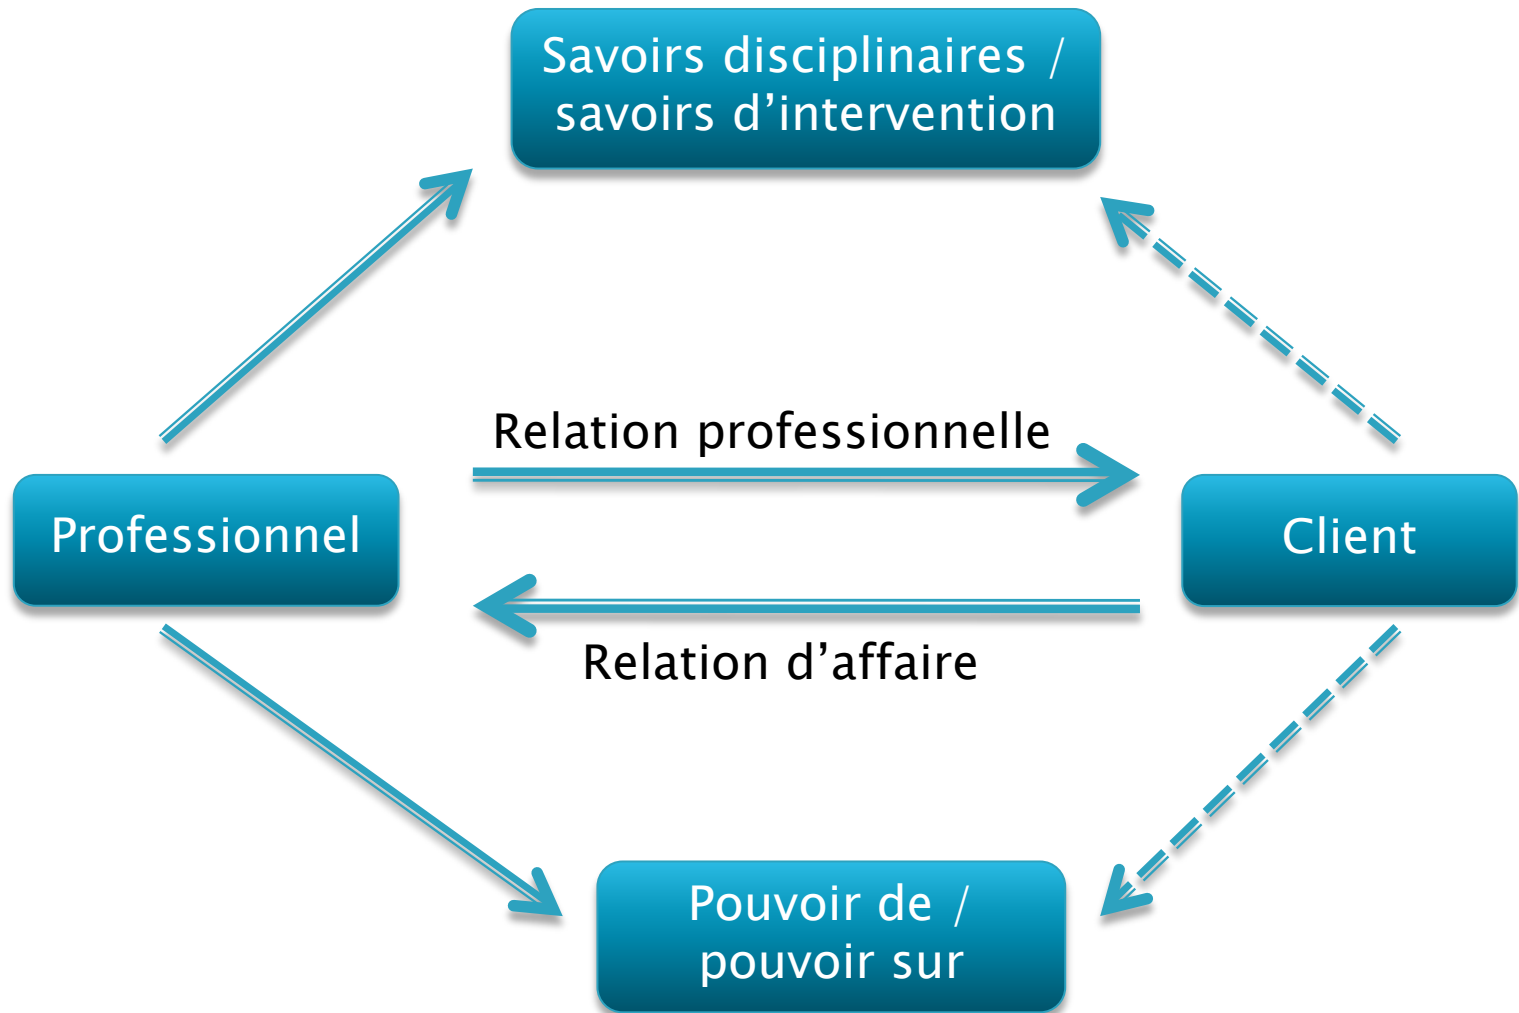 Savoirs disciplinaires /
savoirs d’intervention
Relation professionnelle
Professionnel
Client
Relation d’affaire
Pouvoir de /
pouvoir sur